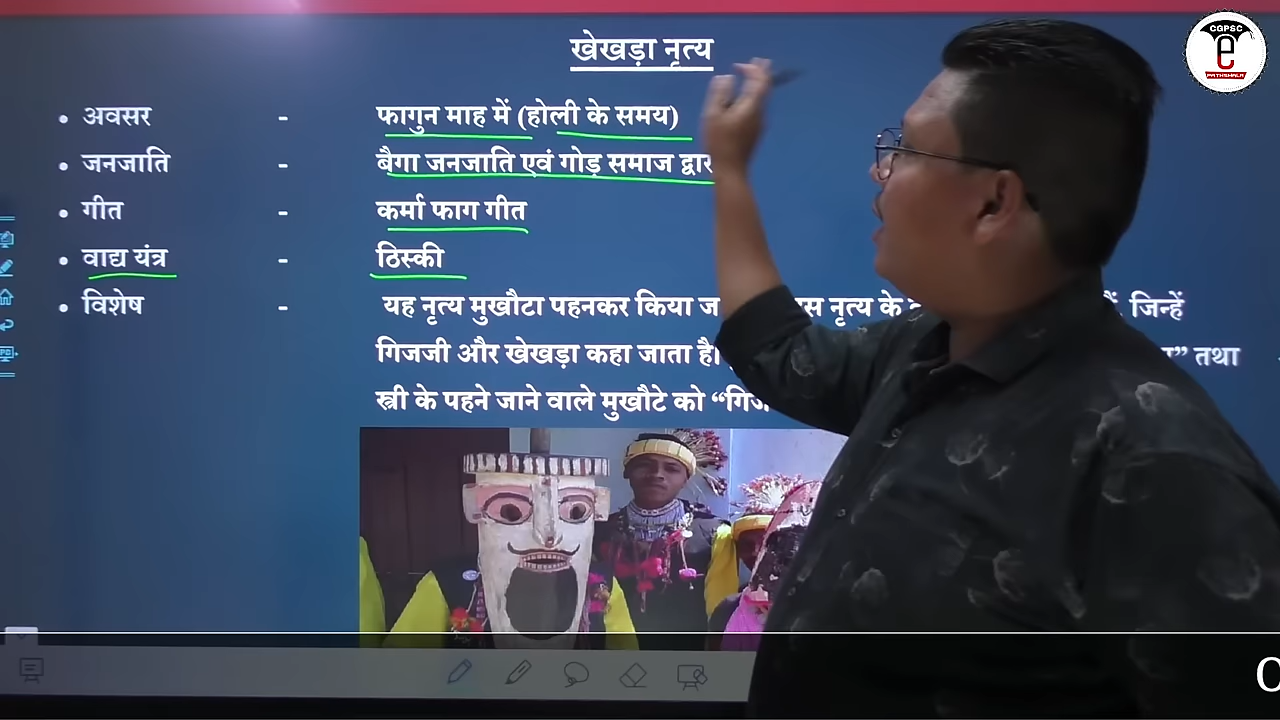 CGPSC
e
PATHSHALA
खेखड़ा नृत्य
• अवसर - फागुन माह में (होली के समय)
• जनजाति - बैगा जनजाति एवं गोड़ समाज
• गीत - कर्मा फाग गीत
• वाद्य यंत्र - ठिस्की
• विशेष - यह नृत्य मुखौटा पहनकर किया नृत्य के जिन्हें
गिजजी और खेखड़ा कहा जाता है। तथा
स्त्री के पहने जाने वाले मुखौटे को